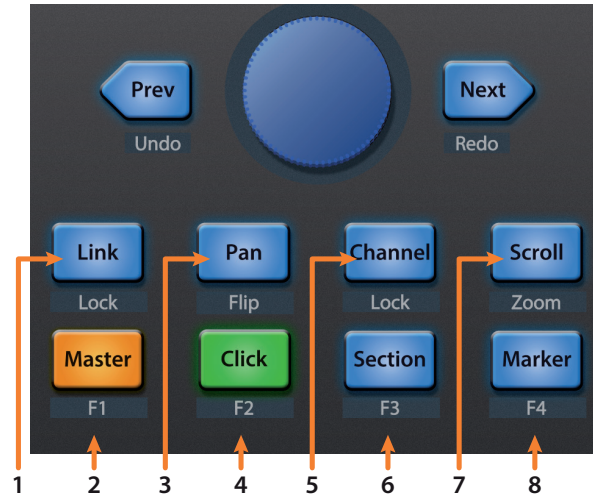 Prev
Next
Undo
Redo
Link
Pan
Channel
Scroll
Lock
Flip
Lock
Zoom
Master
Click
Section
Marker
F1
F2
F3
F4
1 2 3 4 5 6 7 8